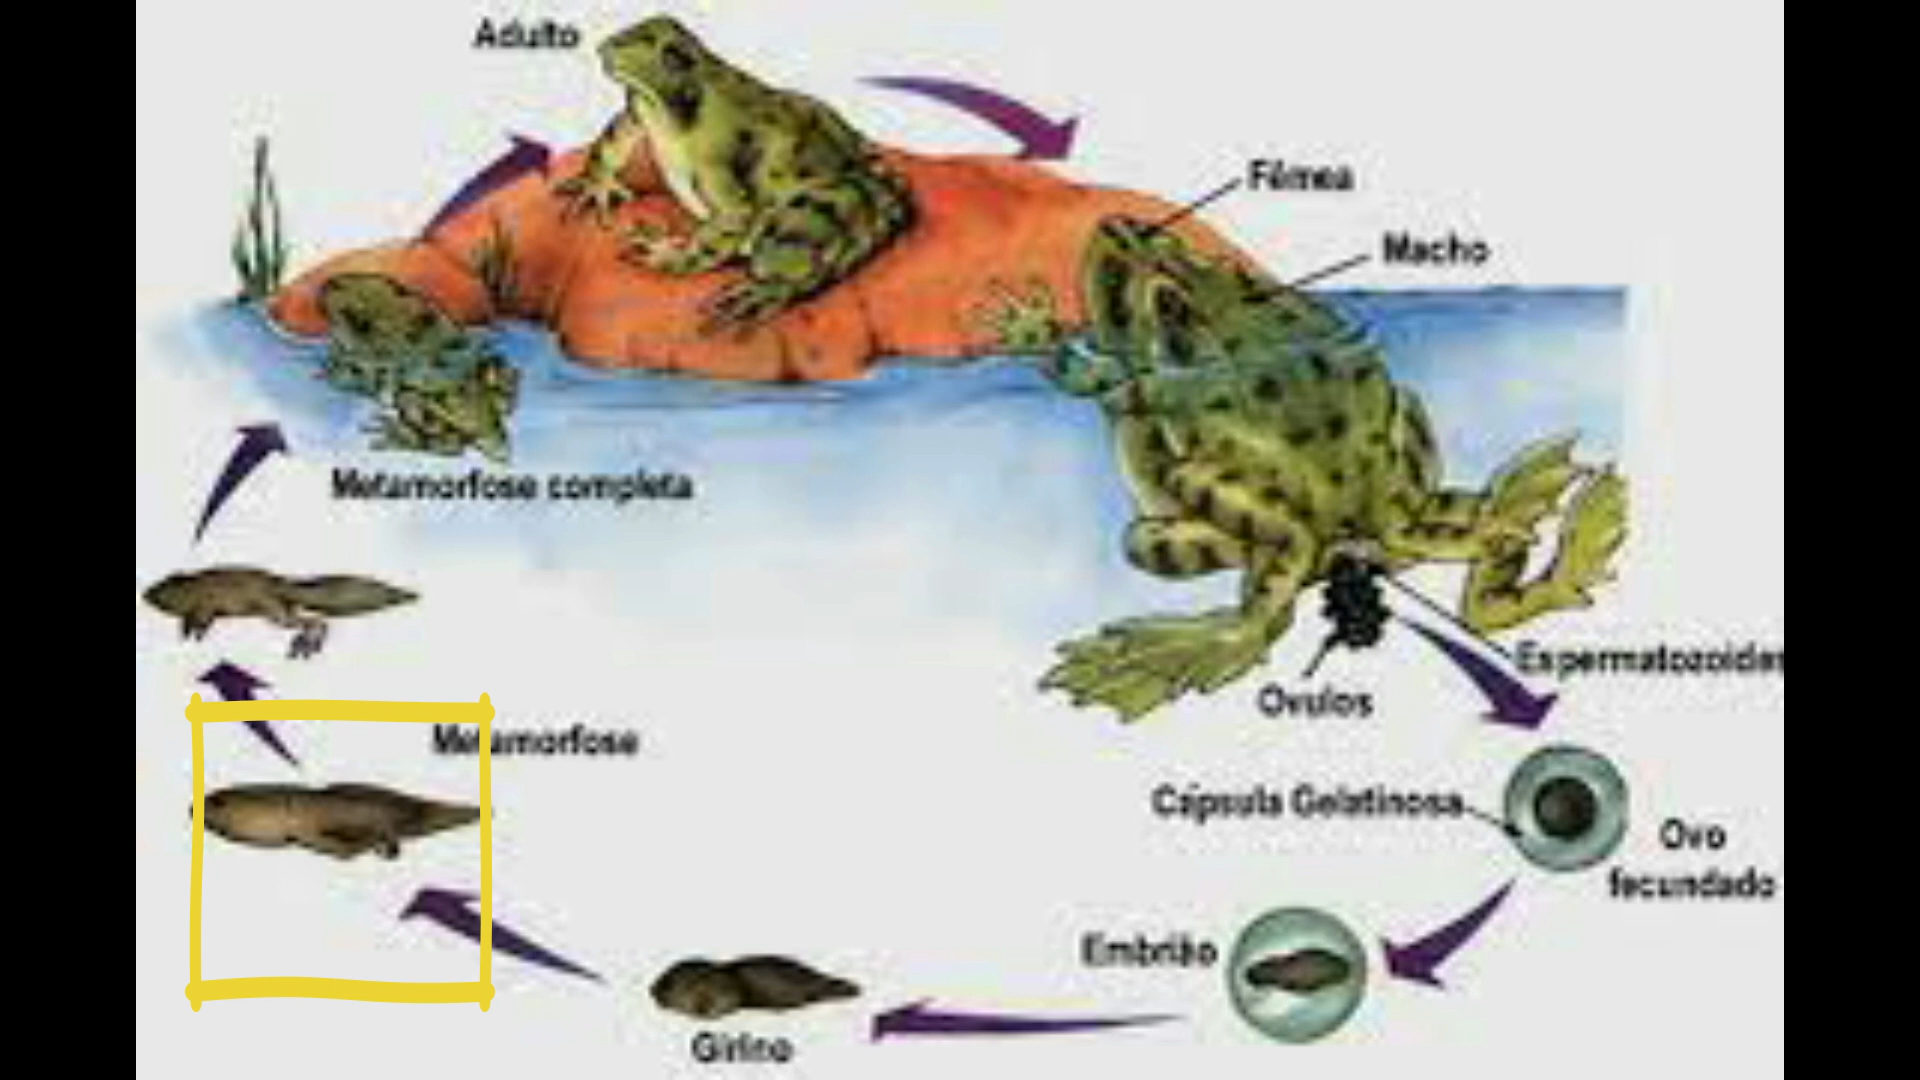 Adulto
Fêmea
Macho
Metamorfose completa
Espermatozoides
Ovulos
Metamorfose
Cápsula Gelatinosa
Ovo
fecundado
Embrião
Girino